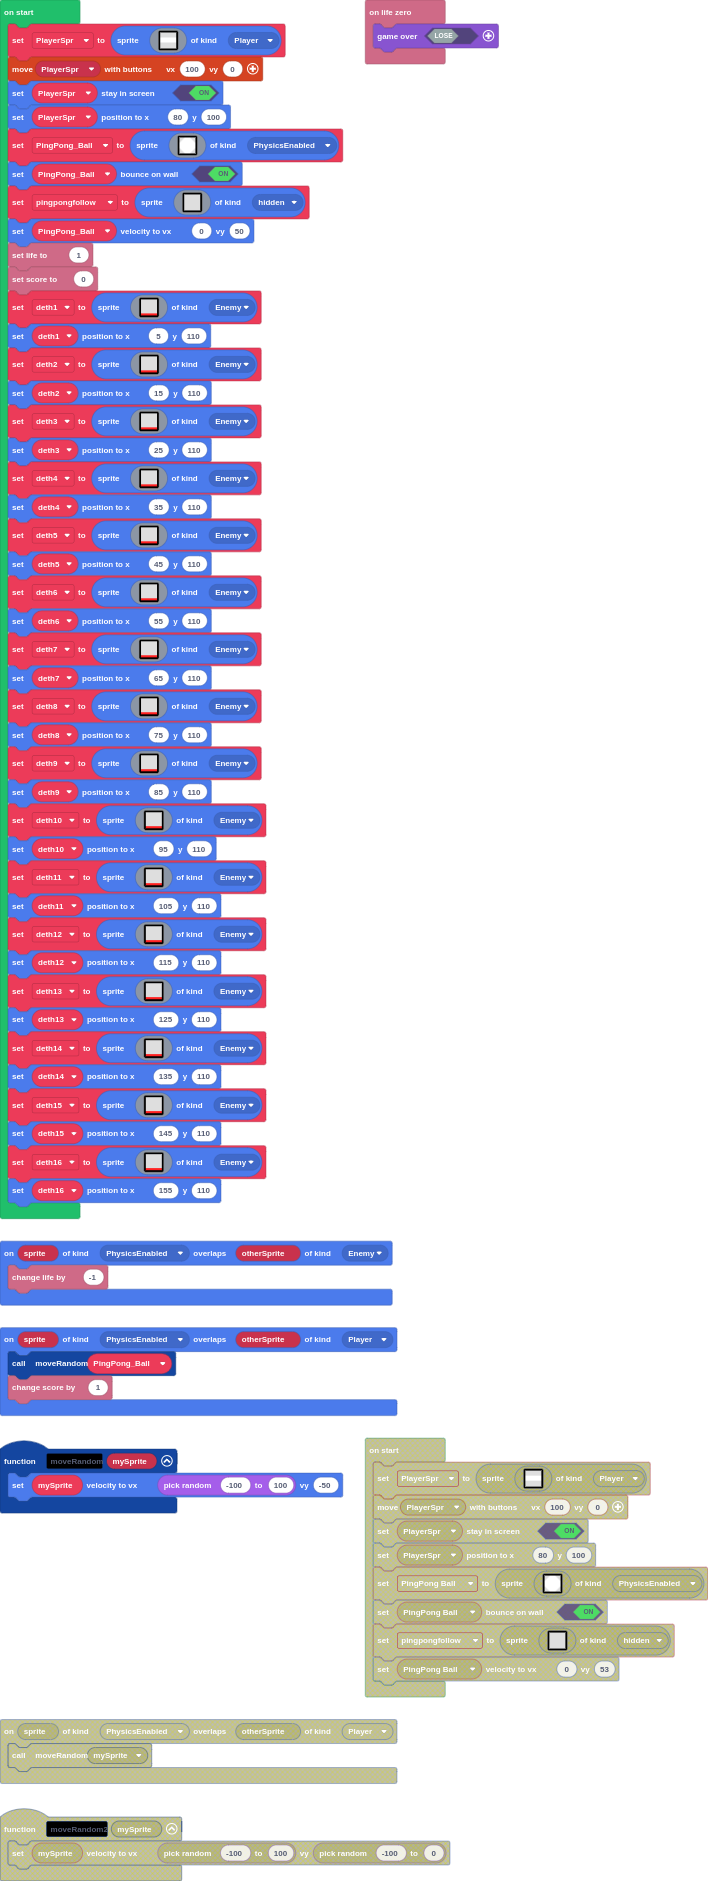 on start
set PlayerSpr to sprite of kind Player
move PlayerSpr with buttons vx 100 vy 0
set PlayerSpr stay in screen ON
set PlayerSpr position to x 80 y 100
set PingPong_Ball to sprite of kind PhysicsEnabled
set PingPong_Ball bounce on wall ON
set pingpongfollow to sprite of kind hidden
set PingPong_Ball velocity to vx 0 vy 50
set life to 1
set score to 0
set deth1 to sprite of kind Enemy
set deth1 position to x 5 y 110
set deth2 to sprite of kind Enemy
set deth2 position to x 15 y 110
set deth3 to sprite of kind Enemy
set deth3 position to x 25 y 110
set deth4 to sprite of kind Enemy
set deth4 position to x 35 y 110
set deth5 to sprite of kind Enemy
set deth5 position to x 45 y 110
set deth6 to sprite of kind Enemy
set deth6 position to x 55 y 110
set deth7 to sprite of kind Enemy
set deth7 position to x 65 y 110
set deth8 to sprite of kind Enemy
set deth8 position to x 75 y 110
set deth9 to sprite of kind Enemy
set deth9 position to x 85 y 110
set deth10 to sprite of kind Enemy
set deth10 position to x 95 y 110
set deth11 to sprite of kind Enemy
set deth11 position to x 105 y 110
set deth12 to sprite of kind Enemy
set deth12 position to x 115 y 110
set deth13 to sprite of kind Enemy
set deth13 position to x 125 y 110
set deth14 to sprite of kind Enemy
set deth14 position to x 135 y 110
set deth15 to sprite of kind Enemy
set deth15 position to x 145 y 110
set deth16 to sprite of kind Enemy
set deth16 position to x 155 y 110
on life zero
game over LOSE
on sprite of kind PhysicsEnabled overlaps otherSprite of kind Enemy
change life by -1
on sprite of kind PhysicsEnabled overlaps otherSprite of kind Player
call moveRandom PingPong_Ball
change score by 1
function moveRandom mySprite
set mySprite velocity to vx pick random -100 to 100 vy -50
on start
set PlayerSpr to sprite of kind Player
move PlayerSpr with buttons vx 100 vy 0
set PlayerSpr stay in screen ON
set PlayerSpr position to x 80 y 100
set PingPong Ball to sprite of kind PhysicsEnabled
set PingPong Ball bounce on wall ON
set pingpongfollow to sprite of kind hidden
set PingPong Ball velocity to vx 0 vy 53
on sprite of kind PhysicsEnabled overlaps otherSprite of kind Player
call moveRandom mySprite
function moveRandom2 mySprite
set mySprite velocity to vx pick random -100 to 100 vy pick random -100 to 0